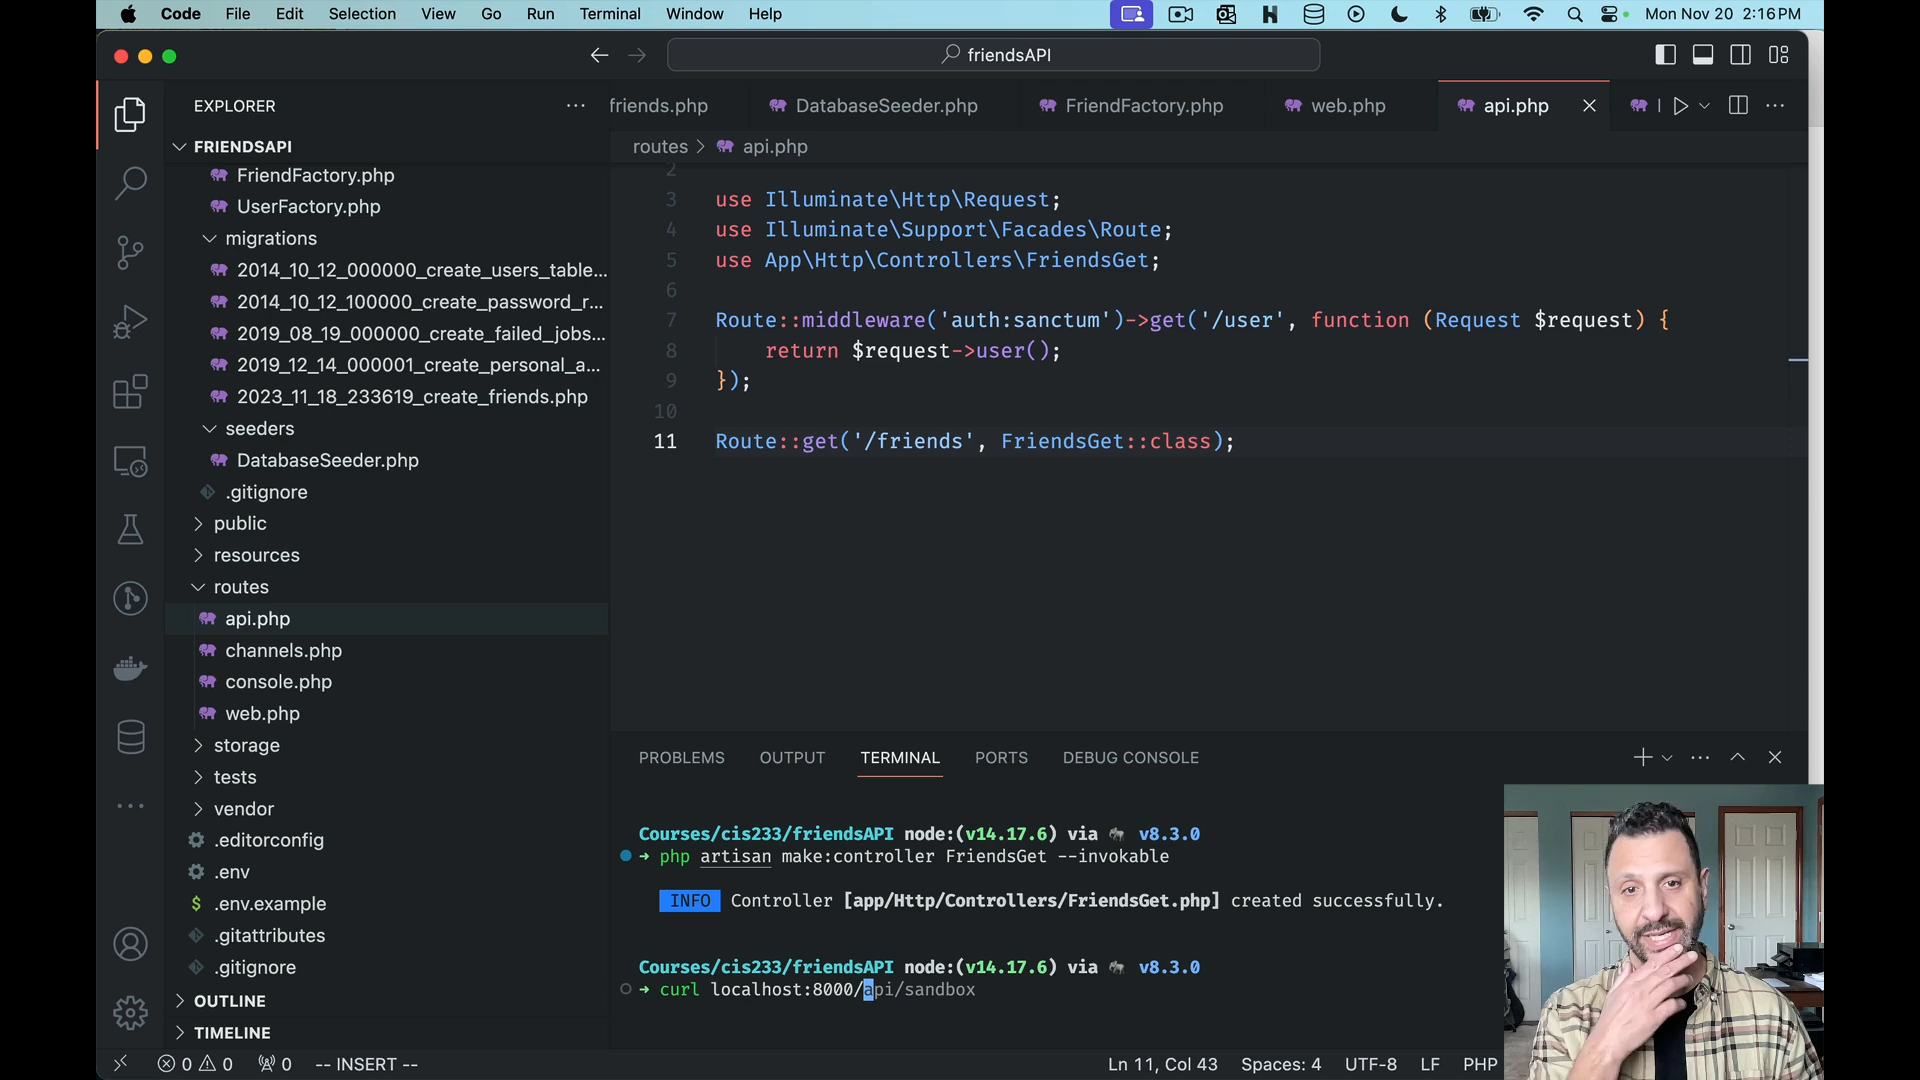 Code File Edit Selection View Go Run Terminal Window Help Mon Nov 20 2:16 PM
friendsAPI
EXPLORER
friends.php DatabaseSeeder.php FriendFactory.php web.php api.php
FRIENDSAPI
routes > api.php
FriendFactory.php
UserFactory.php
migrations
2014_10_12_000000_create_users_table...
2014_10_12_100000_create_password_r...
2019_08_19_000000_create_failed_jobs...
2019_12_14_000001_create_personal_a...
2023_11_18_233619_create_friends.php
seeders
DatabaseSeeder.php
.gitignore
public
resources
routes
api.php
channels.php
console.php
web.php
storage
tests
vendor
.editorconfig
.env
$ .env.example
.gitattributes
.gitignore
OUTLINE
TIMELINE
2
3 use Illuminate\Http\Request;
4 use Illuminate\Support\Facades\Route;
5 use App\Http\Controllers\FriendsGet;
6
7 Route::middleware('auth:sanctum')->get('/user', function (Request $request) {
8 return $request->user();
9 });
10
11 Route::get('/friends', FriendsGet::class);
PROBLEMS OUTPUT TERMINAL PORTS DEBUG CONSOLE
Courses/cis233/friendsAPI node:(v14.17.6) via v8.3.0
➜ php artisan make:controller FriendsGet --invokable
INFO Controller [app/Http/Controllers/FriendsGet.php] created successfully.
Courses/cis233/friendsAPI node:(v14.17.6) via v8.3.0
➜ curl localhost:8000/api/sandbox
0 0 0 -- INSERT -- Ln 11, Col 43 Spaces: 4 UTF-8 LF PHP